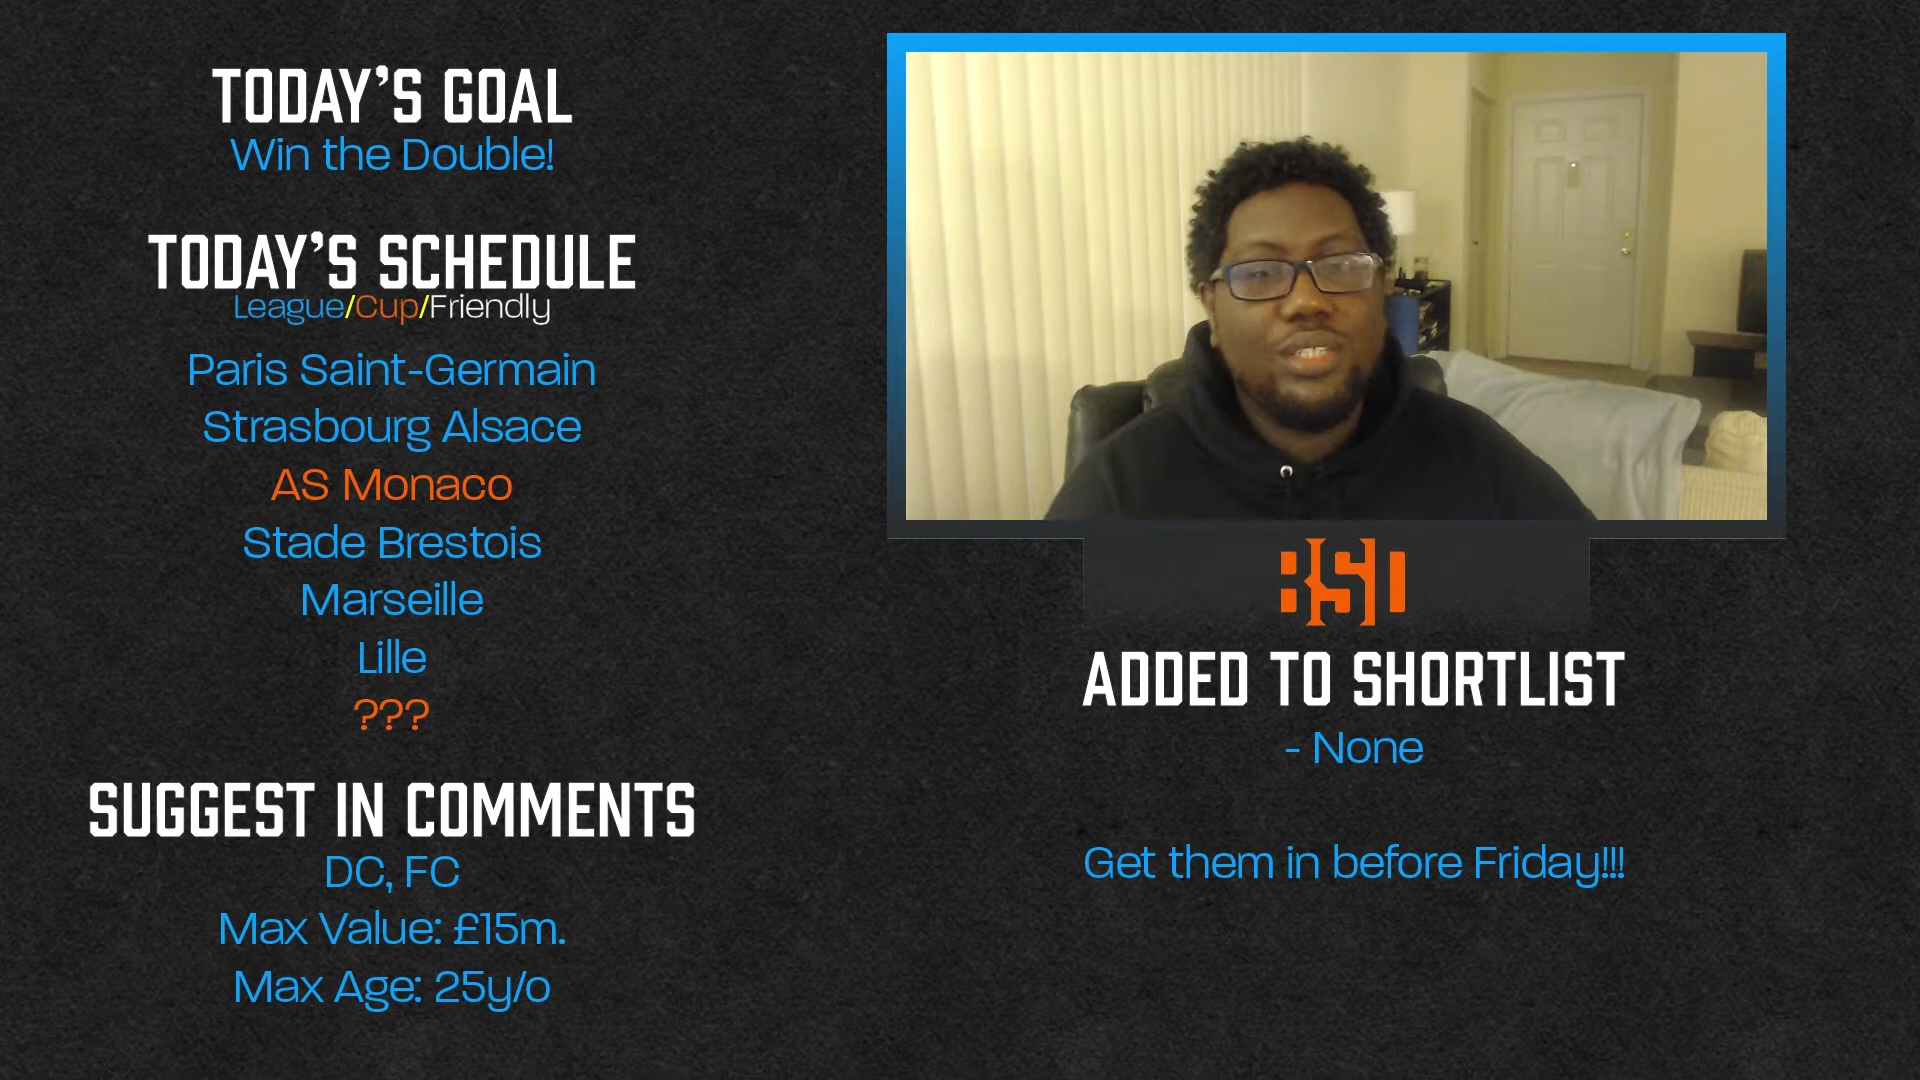 TODAY'S GOAL
Win the Double!
TODAY'S SCHEDULE
League/Cup/Friendly
Paris Saint-Germain
Strasbourg Alsace
AS Monaco
Stade Brestois
Marseille
Lille
???
SUGGEST IN COMMENTS
DC, FC
Max Value: £15m.
Max Age: 25y/o
BSD
ADDED TO SHORTLIST
- None
Get them in before Friday!!!